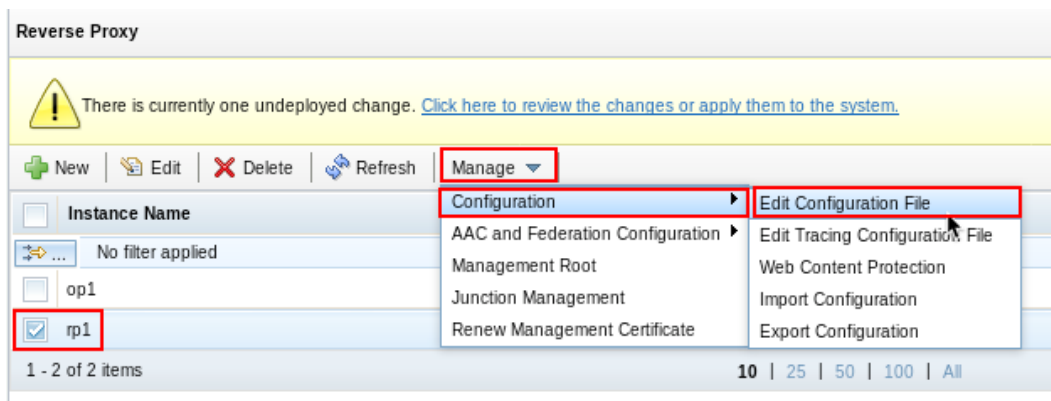 Reverse Proxy
There is currently one undeployed change. Click here to review the changes or apply them to the system.
New Edit Delete Refresh Manage
Instance Name
... No filter applied
op1
rp1
1 - 2 of 2 items
10 | 25 | 50 | 100 | All
Configuration
AAC and Federation Configuration
Management Root
Junction Management
Renew Management Certificate
Edit Configuration File
Edit Tracing Configuration File
Web Content Protection
Import Configuration
Export Configuration